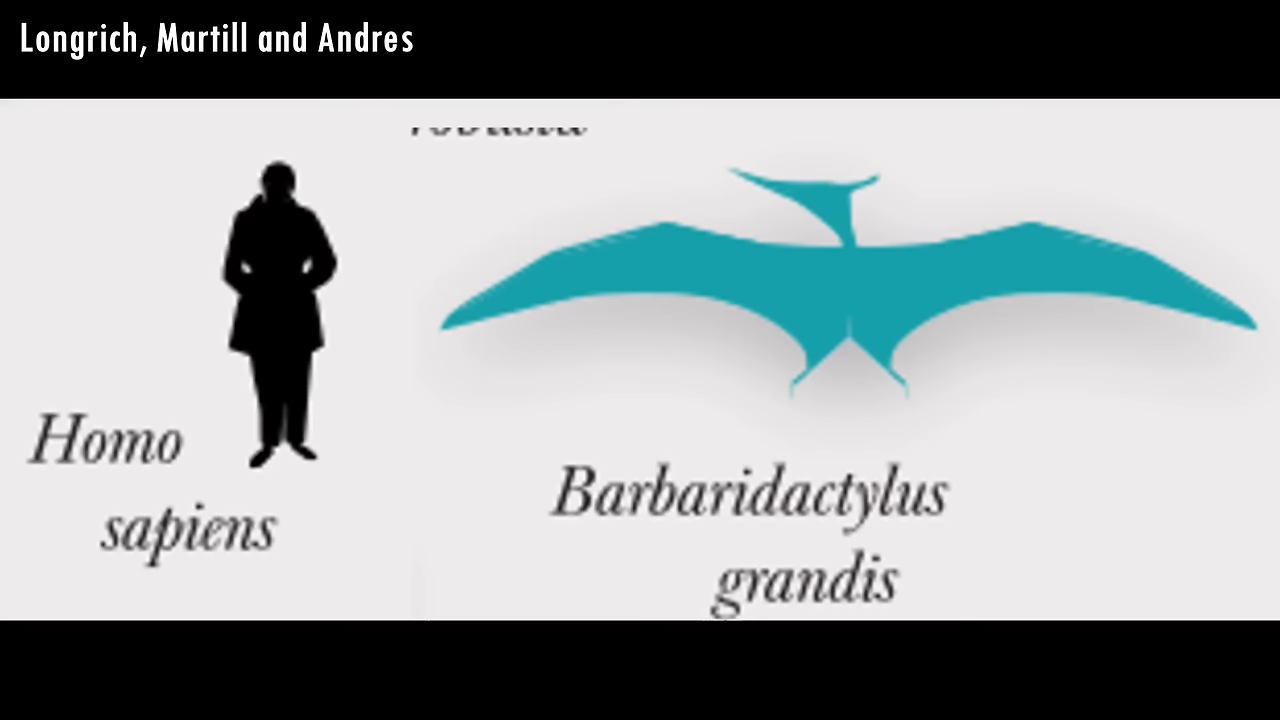 Longrich, Martill and Andres
Homo
sapiens
Barbaridactylus
grandis